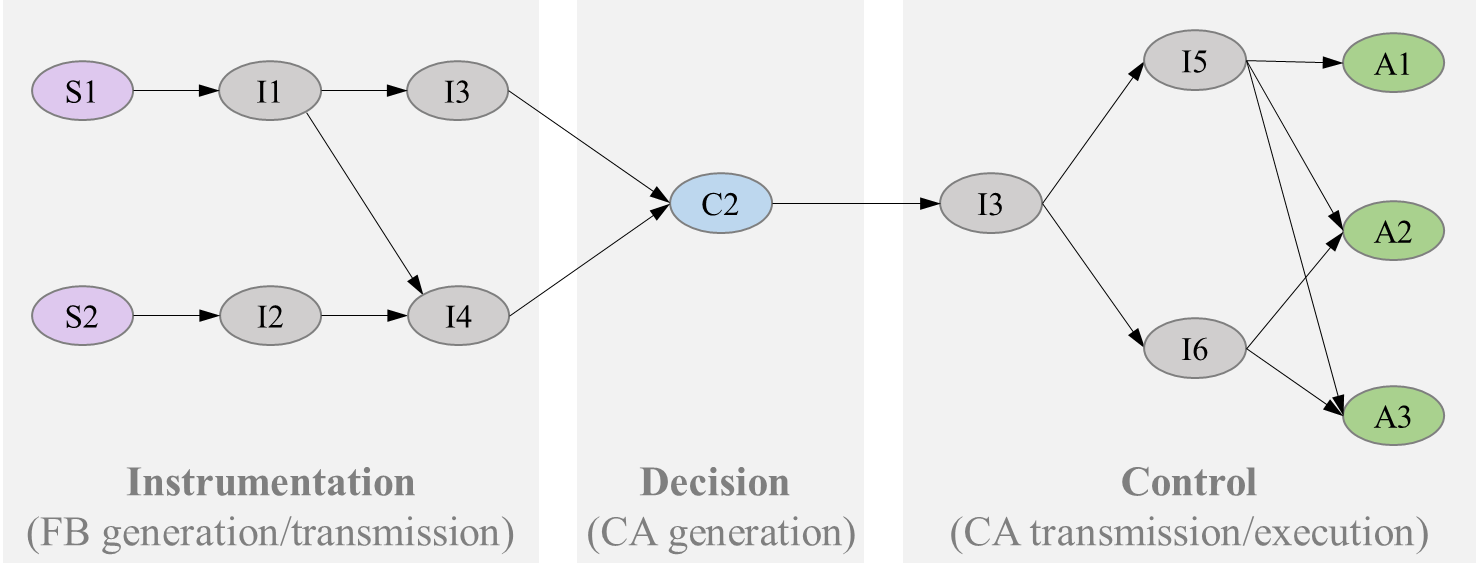 S1
I1
I3
S2
I2
I4
C2
I3
I5
I6
A1
A2
A3
Instrumentation
(FB generation/transmission)
Decision
(CA generation)
Control
(CA transmission/execution)